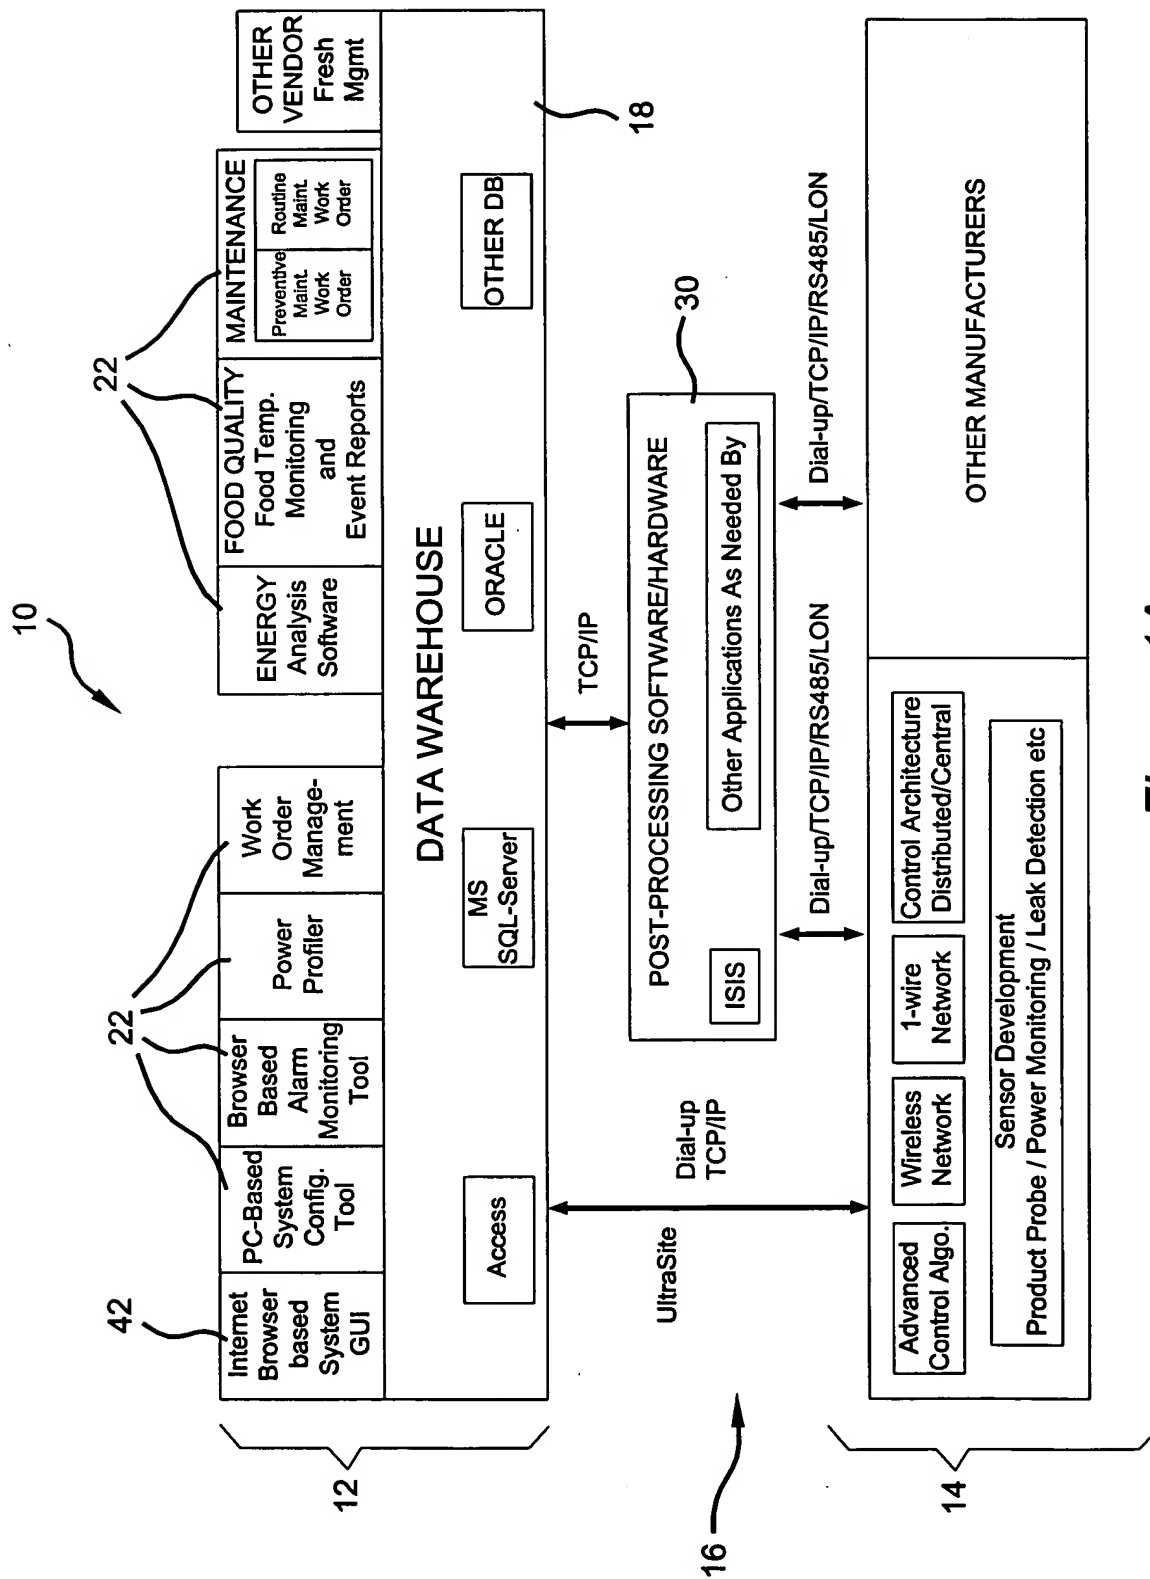 10
42
22
22
Internet
Browser
based
System
GUI
PC-Based
System
Config.
Tool
Browser
Based
Alarm
Monitoring
Tool
Power
Profiler
Work
Order
Manage-
ment
ENERGY
Analysis
Software
FOOD QUALITY
Food Temp.
Monitoring
and
Event Reports
MAINTENANCE
Preventive
Maint.
Work
Order
Routine
Maint.
Work
Order
OTHER
VENDOR
Fresh
Mgmt
12
DATA WAREHOUSE
Access
MS
SQL-Server
ORACLE
OTHER DB
18
UltraSite
Dial-up
TCP/IP
TCP/IP
16
POST-PROCESSING SOFTWARE/HARDWARE
ISIS
Other Applications As Needed By
30
Dial-up/TCP/IP/RS485/LON
Dial-up/TCP/IP/RS485/LON
14
Advanced
Control Algo.
Wireless
Network
1-wire
Network
Control Architecture
Distributed/Central
Sensor Development
Product Probe / Power Monitoring / Leak Detection etc
OTHER MANUFACTURERS